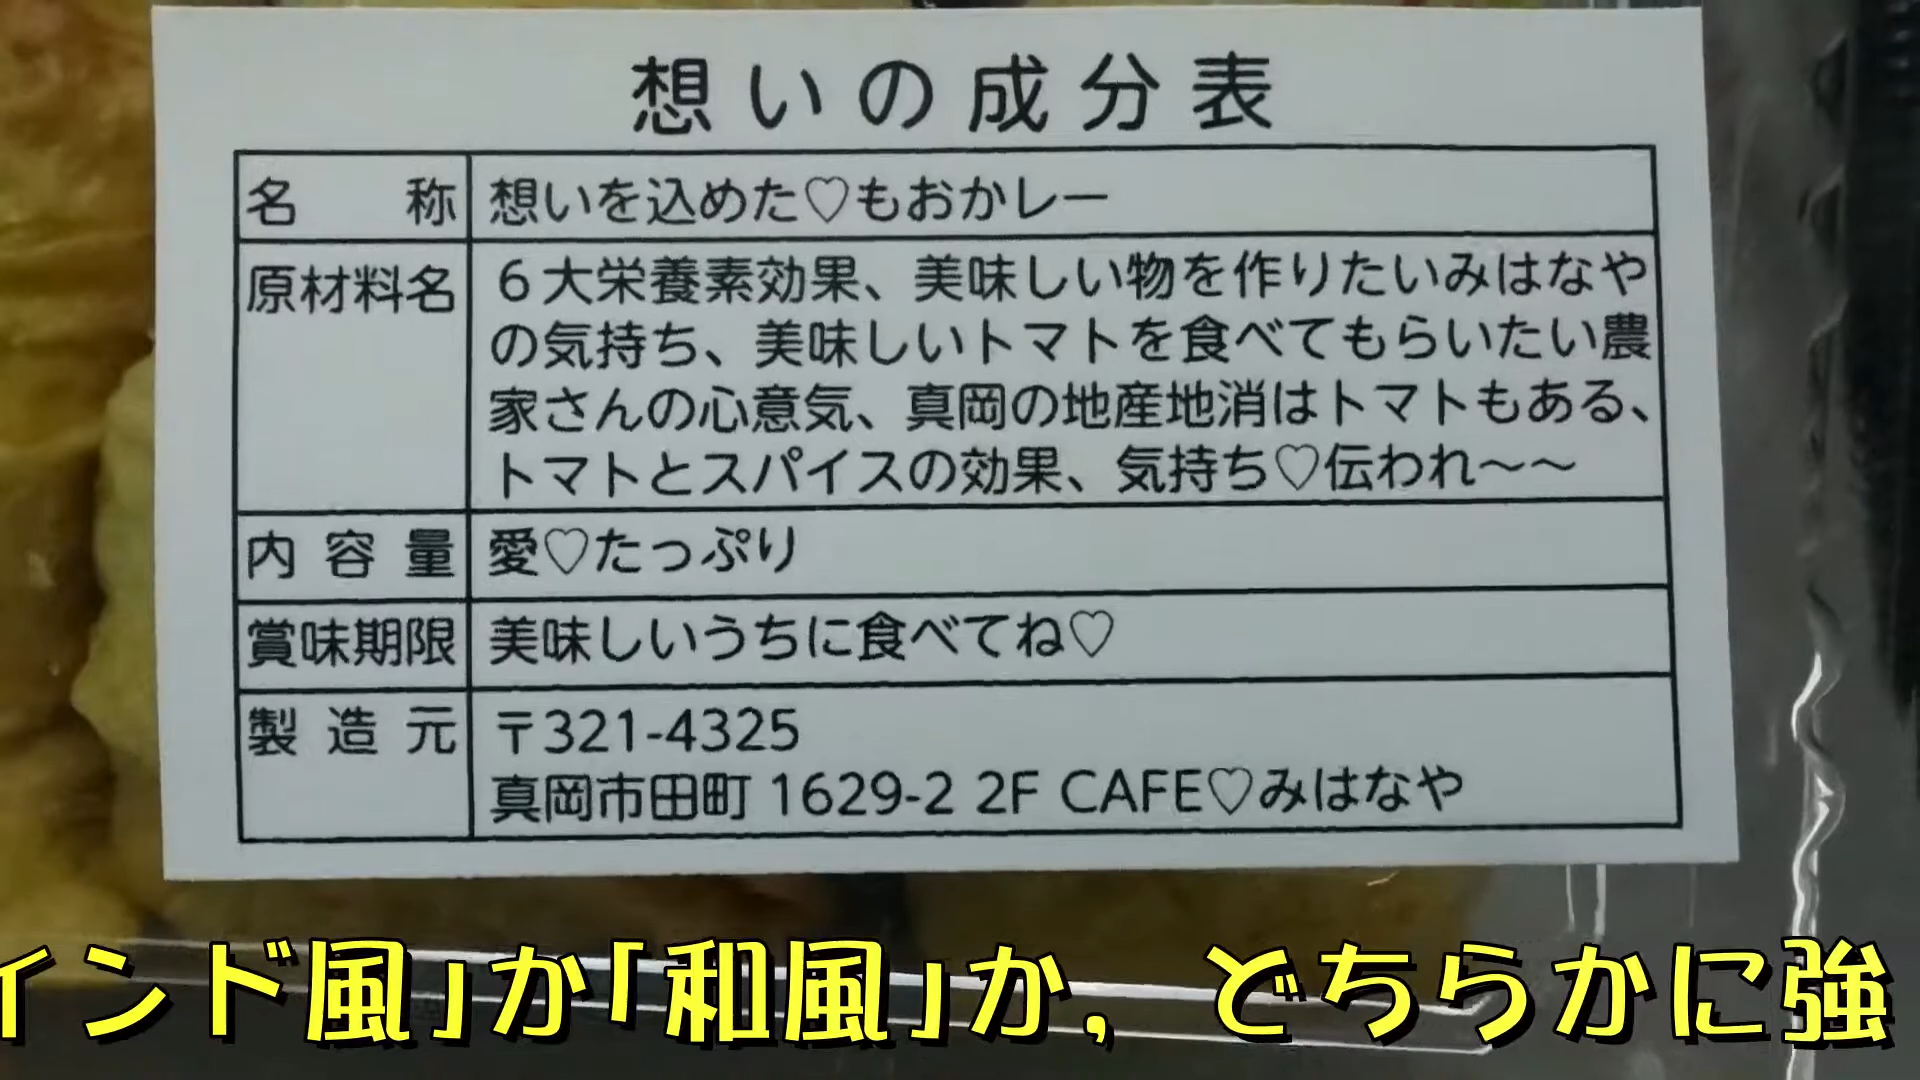 想いの成分表
名称 想いを込めた♡もおかレー
原材料名 6大栄養素効果、美味しい物を作りたいみはなや
の気持ち、美味しいトマトを食べてもらいたい農
家さんの心意気、真岡の地産地消はトマトもある、
トマトとスパイスの効果、気持ち♡伝われ～～
内容量 愛♡たっぷり
賞味期限 美味しいうちに食べてね♡
製造元 〒321-4325
真岡市田町 1629-2 2F CAFE♡みはなや
インド風」か「和風」か，どちらかに強